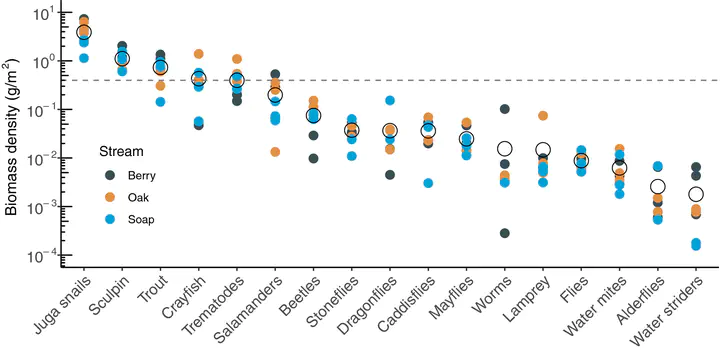 Biomass density (g/m²)
10¹
10⁰
10⁻¹
10⁻²
10⁻³
10⁻⁴
Stream
Berry
Oak
Soap
Juga snails
Sculpin
Trout
Crayfish
Trematodes
Salamanders
Beetles
Stoneflies
Dragonflies
Caddisflies
Mayflies
Worms
Lamprey
Flies
Water mites
Alderflies
Water striders